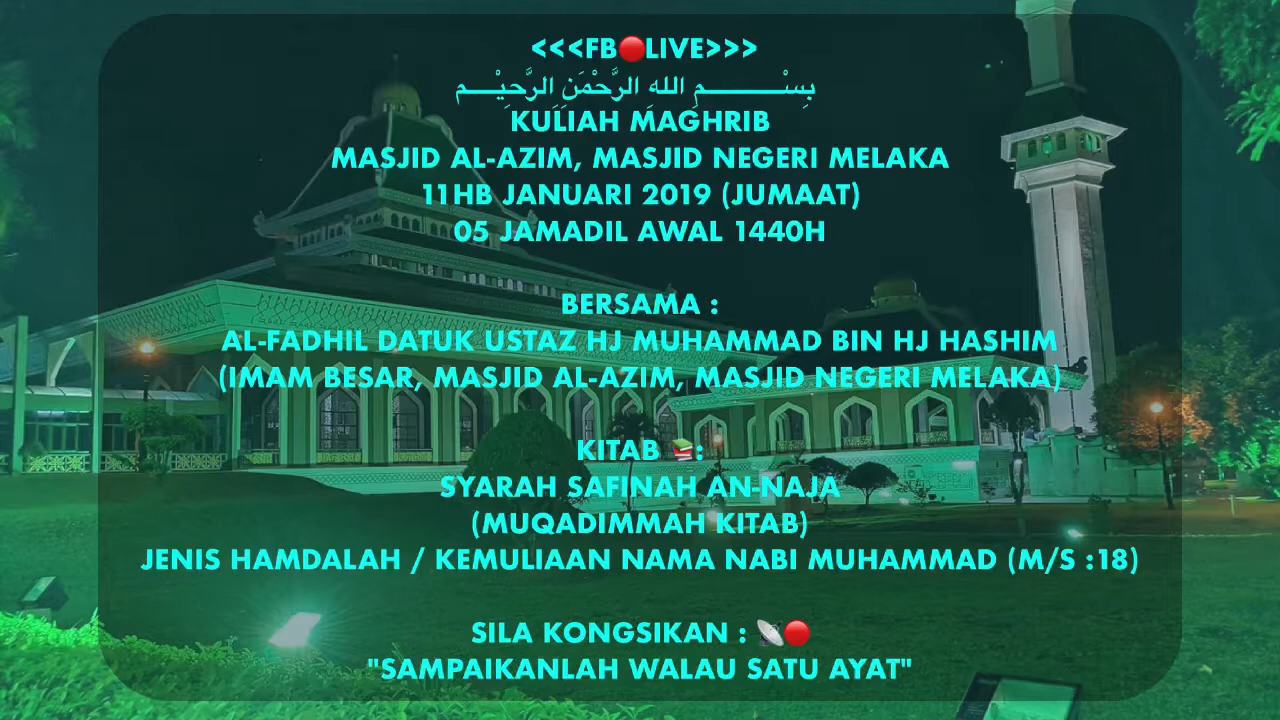 <<<FB🔴LIVE>>>
بِسْــــــــمِ اللهِ الرَّحْمَنِ الرَّحِيْـــم
KULIAH MAGHRIB
MASJID AL-AZIM, MASJID NEGERI MELAKA
11HB JANUARI 2019 (JUMAAT)
05 JAMADIL AWAL 1440H
BERSAMA :
AL-FADHIL DATUK USTAZ HJ MUHAMMAD BIN HJ HASHIM
(IMAM BESAR, MASJID AL-AZIM, MASJID NEGERI MELAKA)
KITAB 📚:
SYARAH SAFINAH AN-NAJA
(MUQADIMMAH KITAB)
JENIS HAMDALAH / KEMULIAAN NAMA NABI MUHAMMAD (M/S :18)
SILA KONGSIKAN : 📡🔴
"SAMPAIKANLAH WALAU SATU AYAT"